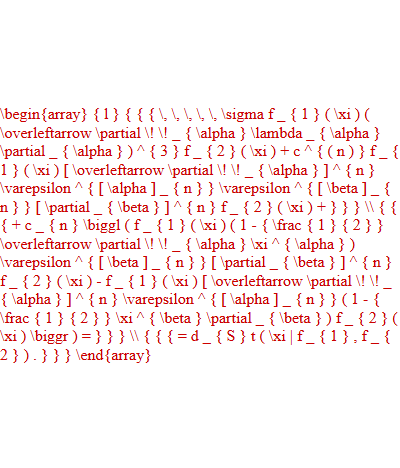 \begin{array} { 1 } { { { \, \, \, \, \, \sigma f _ { 1 } ( \xi ) (
\overleftarrow \partial \! \! _ { \alpha } \lambda _ { \alpha }
\partial _ { \alpha } ) ^ { 3 } f _ { 2 } ( \xi ) + c ^ { ( n ) } f _ {
1 } ( \xi ) [ \overleftarrow \partial \! \! _ { \alpha } ] ^ { n }
\varepsilon ^ { [ \alpha ] _ { n } } \varepsilon ^ { [ \beta ] _ {
n } } [ \partial _ { \beta } ] ^ { n } f _ { 2 } ( \xi ) + } } } \\ { {
{ + c _ { n } \biggl ( f _ { 1 } ( \xi ) ( 1 - { \frac { 1 } { 2 } }
\overleftarrow \partial \! \! _ { \alpha } \xi ^ { \alpha } )
\varepsilon ^ { [ \beta ] _ { n } } [ \partial _ { \beta } ] ^ { n }
f _ { 2 } ( \xi ) - f _ { 1 } ( \xi ) [ \overleftarrow \partial \! \! _
{ \alpha } ] ^ { n } \varepsilon ^ { [ \alpha ] _ { n } } ( 1 - {
\frac { 1 } { 2 } } \xi ^ { \beta } \partial _ { \beta } ) f _ { 2 } (
\xi ) \biggr ) = } } } \\ { { { = d _ { S } t ( \xi | f _ { 1 } , f _ {
2 } ) . } } } \end{array}